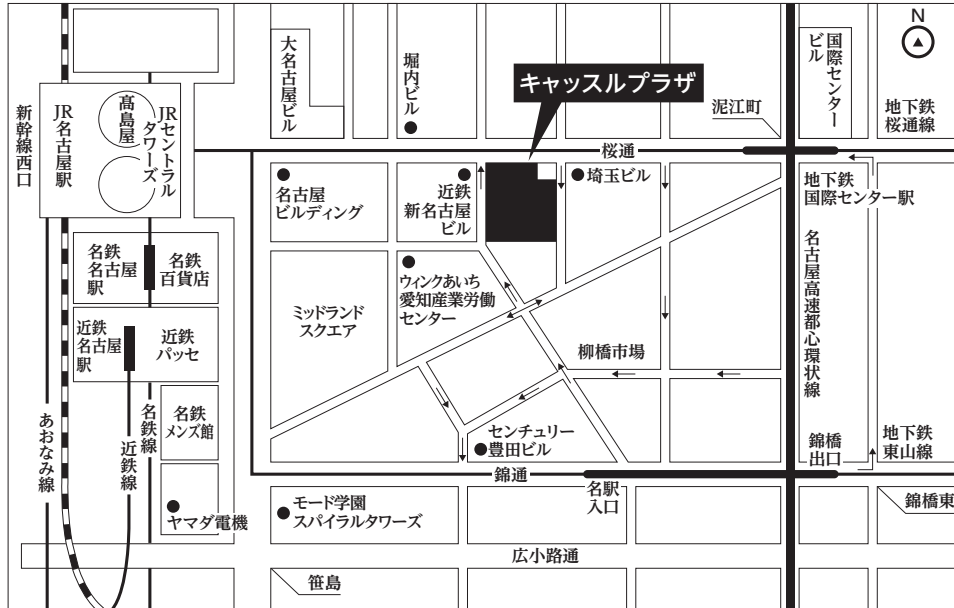 N
大名古屋ビル
堀内ビル
キャッスルプラザ
国際センター
ビル
泥江町
地下鉄
桜通線
新幹線西口
JR名古屋駅
髙島屋
JRセントラル
タワーズ
桜通
名古屋
ビルディング
近鉄
新名古屋
ビル
埼玉ビル
地下鉄
国際センター駅
名鉄
名古屋
駅
名鉄
百貨店
ウィンクあいち
愛知産業労働
センター
ミッドランド
スクエア
名古屋高速都心環状線
近鉄
名古屋
駅
近鉄
パッセ
柳橋市場
名鉄
メンズ館
あおなみ線
近鉄線
名鉄線
センチュリー
豊田ビル
錦橋
出口
地下鉄
東山線
錦通
名駅
入口
錦橋東
ヤマダ電機
モード学園
スパイラルタワーズ
広小路通
笹島